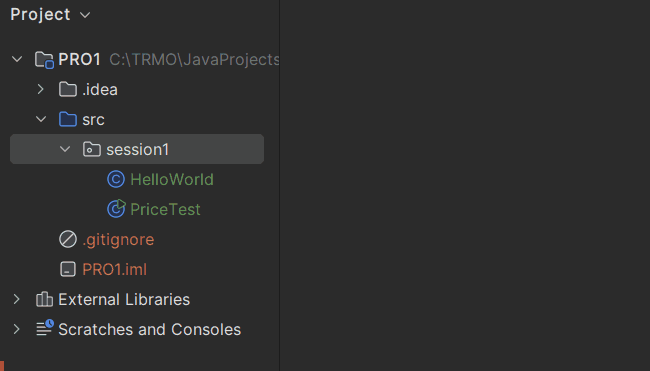 Project
PRO1 C:\TRMO\JavaProjects
.idea
src
session1
HelloWorld
PriceTest
.gitignore
PRO1.iml
External Libraries
Scratches and Consoles